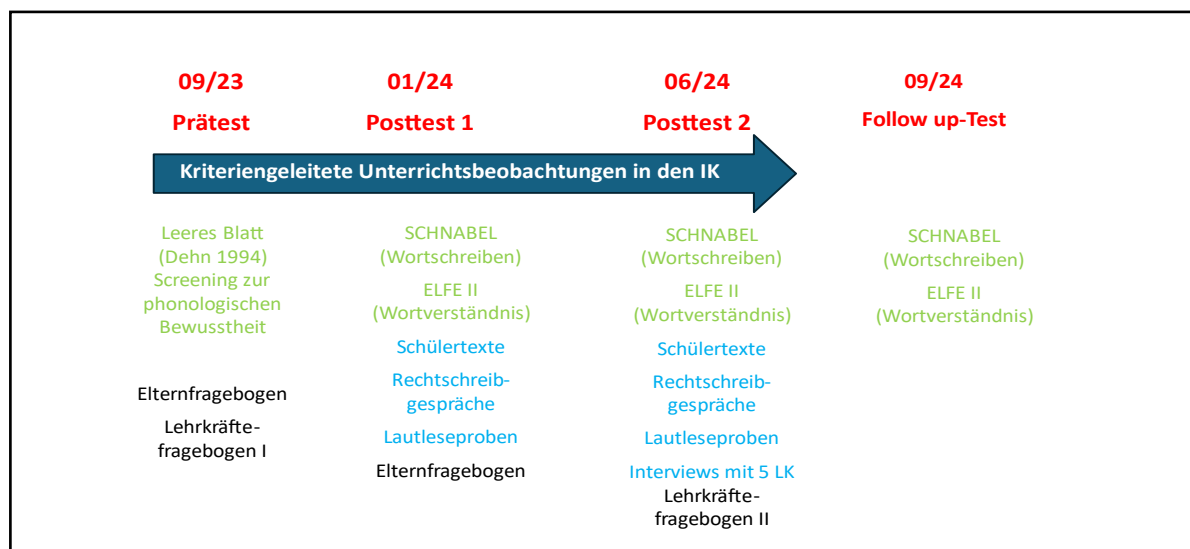 09/23
Prätest
01/24
Posttest 1
06/24
Posttest 2
09/24
Follow up-Test
Kriteriengeleitete Unterrichtsbeobachtungen in den IK
Leeres Blatt
(Dehn 1994)
Screening zur
phonologischen
Bewusstheit
Elternfragebogen
Lehrkräfte-
fragebogen I
SCHNABEL
(Wortschreiben)
ELFE II
(Wortverständnis)
Schülertexte
Rechtschreib-
gespräche
Lautleseproben
Elternfragebogen
SCHNABEL
(Wortschreiben)
ELFE II
(Wortverständnis)
Schülertexte
Rechtschreib-
gespräche
Lautleseproben
Interviews mit 5 LK
Lehrkräfte-
fragebogen II
SCHNABEL
(Wortschreiben)
ELFE II
(Wortverständnis)